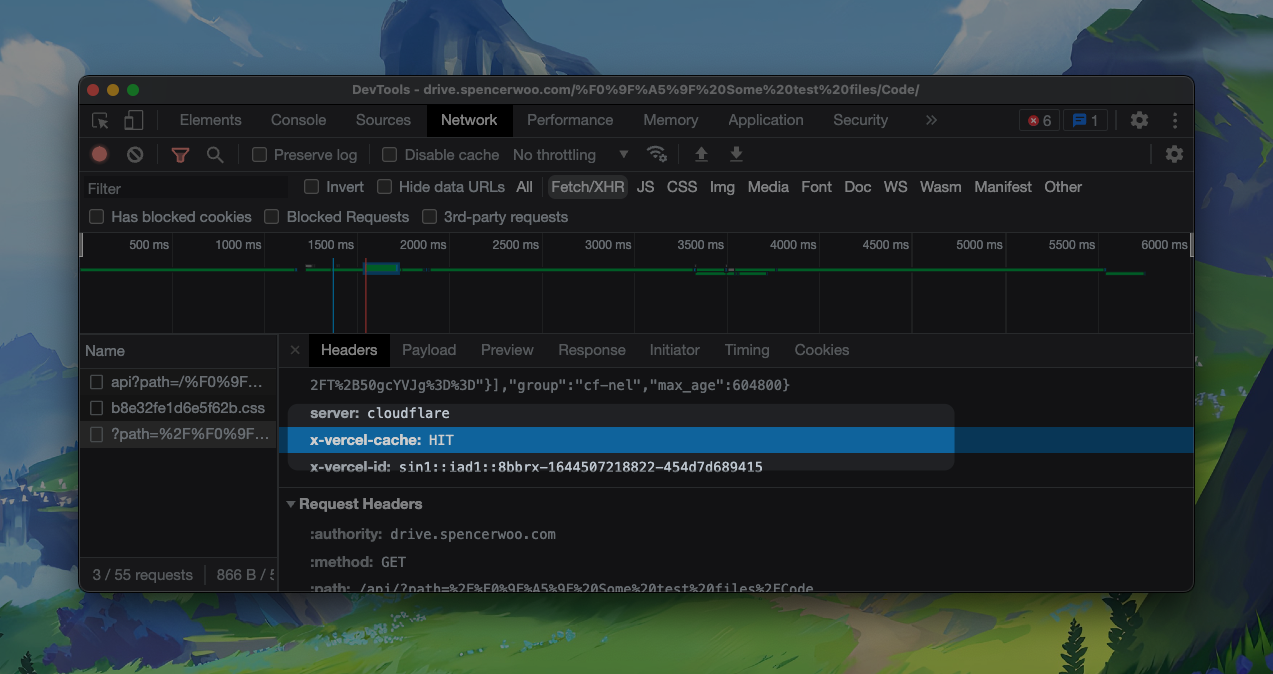 DevTools - drive.spencerwoo.com/%F0%9F%A5%9F%20Some%20test%20files/Code/
Elements Console Sources Network Performance Memory Application Security » 6 1
Preserve log Disable cache No throttling
Filter Invert Hide data URLs All Fetch/XHR JS CSS Img Media Font Doc WS Wasm Manifest Other
Has blocked cookies Blocked Requests 3rd-party requests
500 ms 1000 ms 1500 ms 2000 ms 2500 ms 3000 ms 3500 ms 4000 ms 4500 ms 5000 ms 5500 ms 6000 ms
Name
api?path=/%F0%9F...
b8e32fe1d6e5f62b.css
?path=%2F%F0%9F...
3 / 55 requests 866 B / 5
× Headers Payload Preview Response Initiator Timing Cookies
2FT%2B50gcYVJg%3D%3D"}],"group":"cf-nel","max_age":604800}
server: cloudflare
x-vercel-cache: HIT
x-vercel-id: sin1::iad1::8bbrx-1644507218822-454d7d689415
Request Headers
:authority: drive.spencerwoo.com
:method: GET
:path: /api/?path=%2F%F0%9F%A5%9F%20Some%20test%20files%2FCode